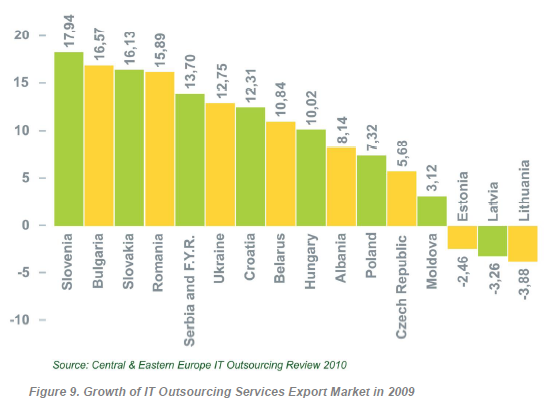 20
15
10
5
0
-5
-10
17,94
16,57
16,13
15,89
13,70
12,75
12,31
10,84
10,02
8,14
7,32
5,68
3,12
Estonia
Latvia
Lithuania
Slovenia
Bulgaria
Slovakia
Romania
Serbia and F.Y.R.
Ukraine
Croatia
Belarus
Hungary
Albania
Poland
Czech Republic
Moldova
-2,46
-3,26
-3,88
Source: Central & Eastern Europe IT Outsourcing Review 2010
Figure 9. Growth of IT Outsourcing Services Export Market in 2009